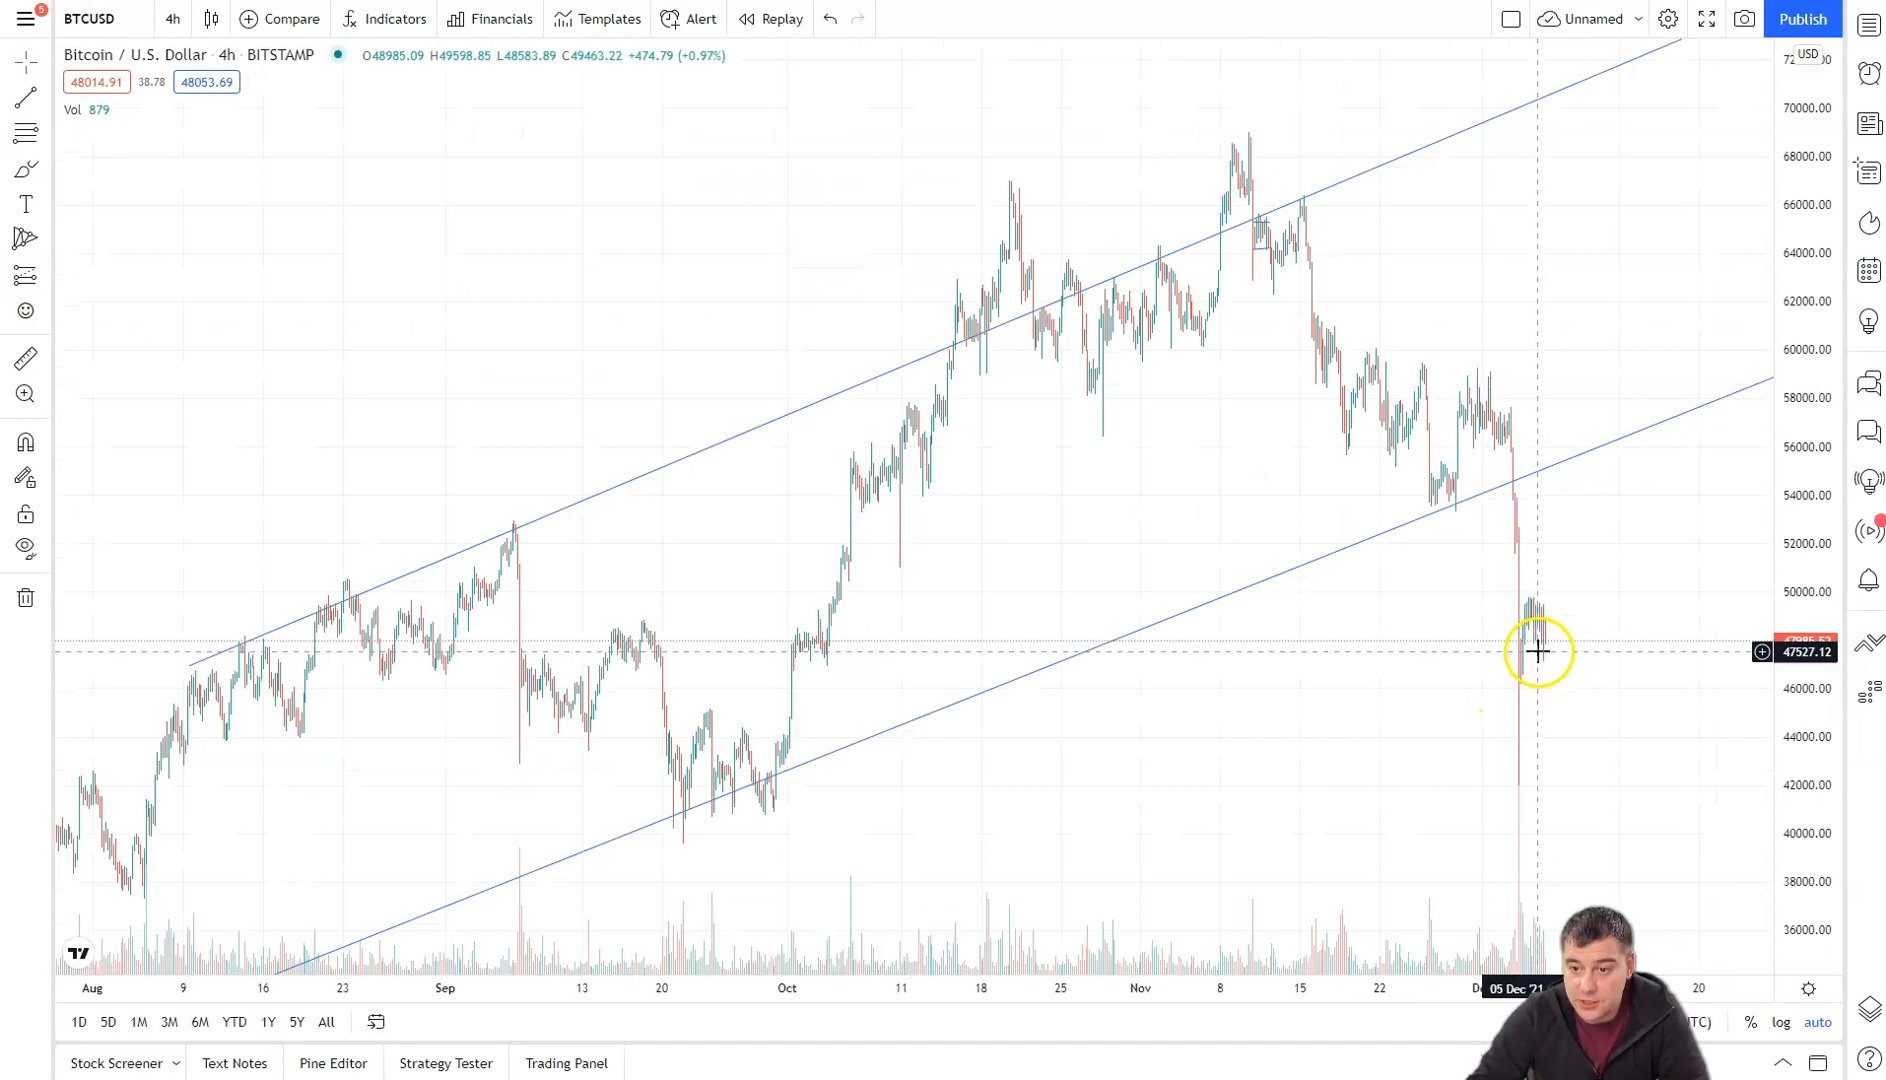 5
BTCUSD 4h Compare Indicators Financials Templates Alert Replay Unnamed Publish
Bitcoin / U.S. Dollar · 4h · BITSTAMP O48985.09 H49598.85 L48583.89 C49463.22 +474.79 (+0.97%)
USD
48014.91 38.78 48053.69
Vol 879
70000.00
68000.00
66000.00
64000.00
62000.00
60000.00
58000.00
56000.00
54000.00
52000.00
50000.00
47985.52
47527.12
46000.00
44000.00
42000.00
40000.00
38000.00
36000.00
Aug 9 16 23 Sep 13 20 Oct 11 18 25 Nov 8 15 22 05 Dec '21 20
1D 5D 1M 3M 6M YTD 1Y 5Y All % log auto
Stock Screener Text Notes Pine Editor Strategy Tester Trading Panel